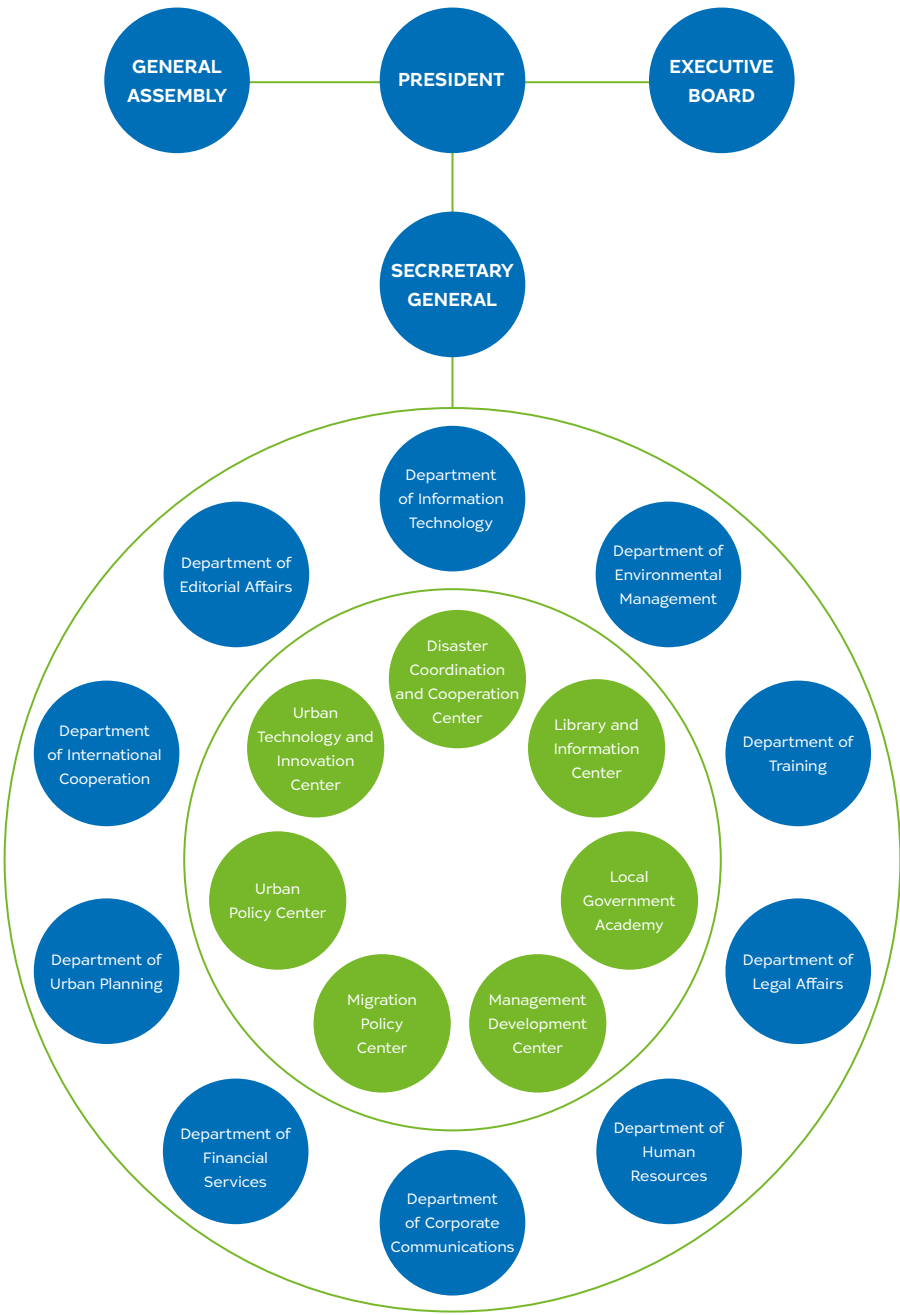 GENERAL
ASSEMBLY
PRESIDENT
EXECUTIVE
BOARD
SECRRETARY
GENERAL
Department
of Information
Technology
Department of
Editorial Affairs
Department of
Environmental
Management
Disaster
Coordination
and Cooperation
Center
Urban
Technology and
Innovation
Center
Library and
Information
Center
Department
of International
Cooperation
Department of
Training
Urban
Policy Center
Local
Government
Academy
Department of
Urban Planning
Department of
Legal Affairs
Migration
Policy
Center
Management
Development
Center
Department of
Financial
Services
Department of
Human
Resources
Department
of Corporate
Communications